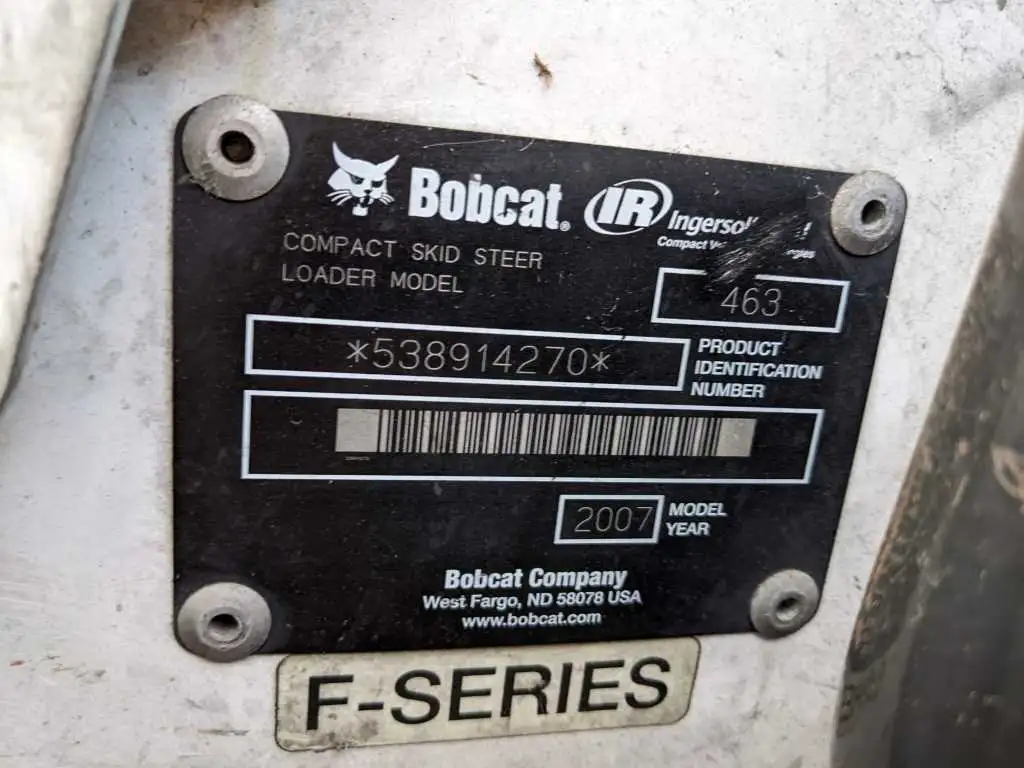 Bobcat®
IR
Compact
COMPACT SKID STEER
LOADER MODEL
463
*538914270*
PRODUCT
IDENTIFICATION
NUMBER
2007
MODEL
YEAR
Bobcat Company
West Fargo, ND 58078 USA
www.bobcat.com
F-SERIES